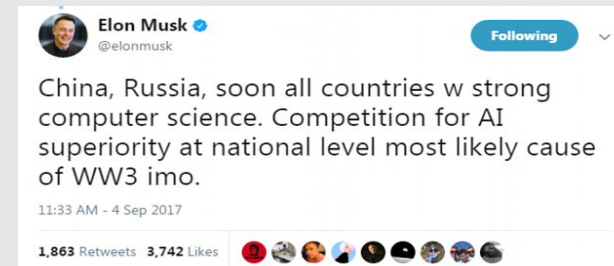 Elon Musk
@elonmusk
Following
China, Russia, soon all countries w strong
computer science. Competition for AI
superiority at national level most likely cause
of WW3 imo.
11:33 AM - 4 Sep 2017
1,863 Retweets 3,742 Likes